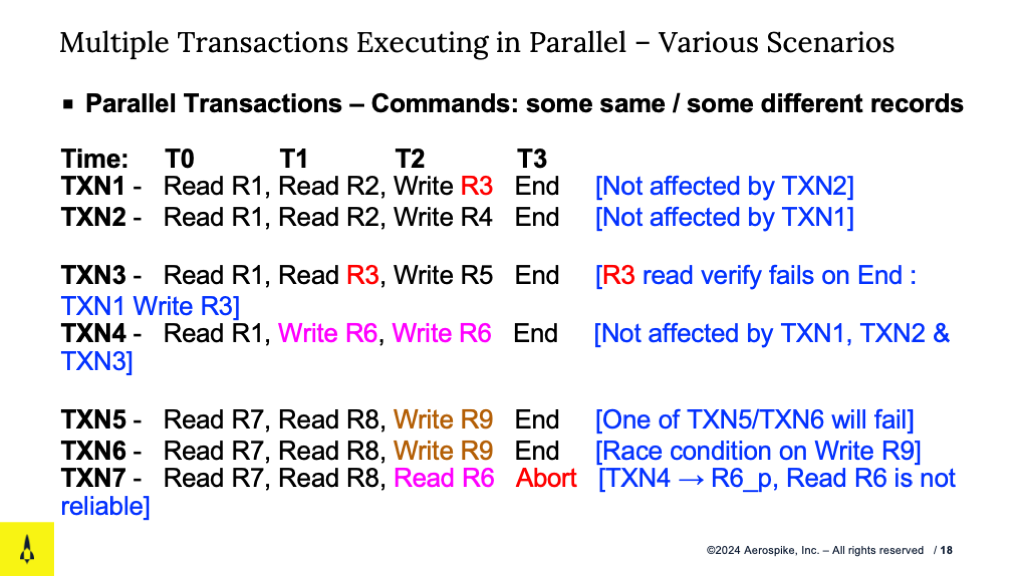 Multiple Transactions Executing in Parallel – Various Scenarios
▪ Parallel Transactions – Commands: some same / some different records
Time: T0 T1 T2 T3
TXN1 - Read R1, Read R2, Write R3 End [Not affected by TXN2]
TXN2 - Read R1, Read R2, Write R4 End [Not affected by TXN1]
TXN3 - Read R1, Read R3, Write R5 End [R3 read verify fails on End :
TXN1 Write R3]
TXN4 - Read R1, Write R6, Write R6 End [Not affected by TXN1, TXN2 &
TXN3]
TXN5 - Read R7, Read R8, Write R9 End [One of TXN5/TXN6 will fail]
TXN6 - Read R7, Read R8, Write R9 End [Race condition on Write R9]
TXN7 - Read R7, Read R8, Read R6 Abort [TXN4 → R6_p, Read R6 is not
reliable]
©2024 Aerospike, Inc. – All rights reserved / 18